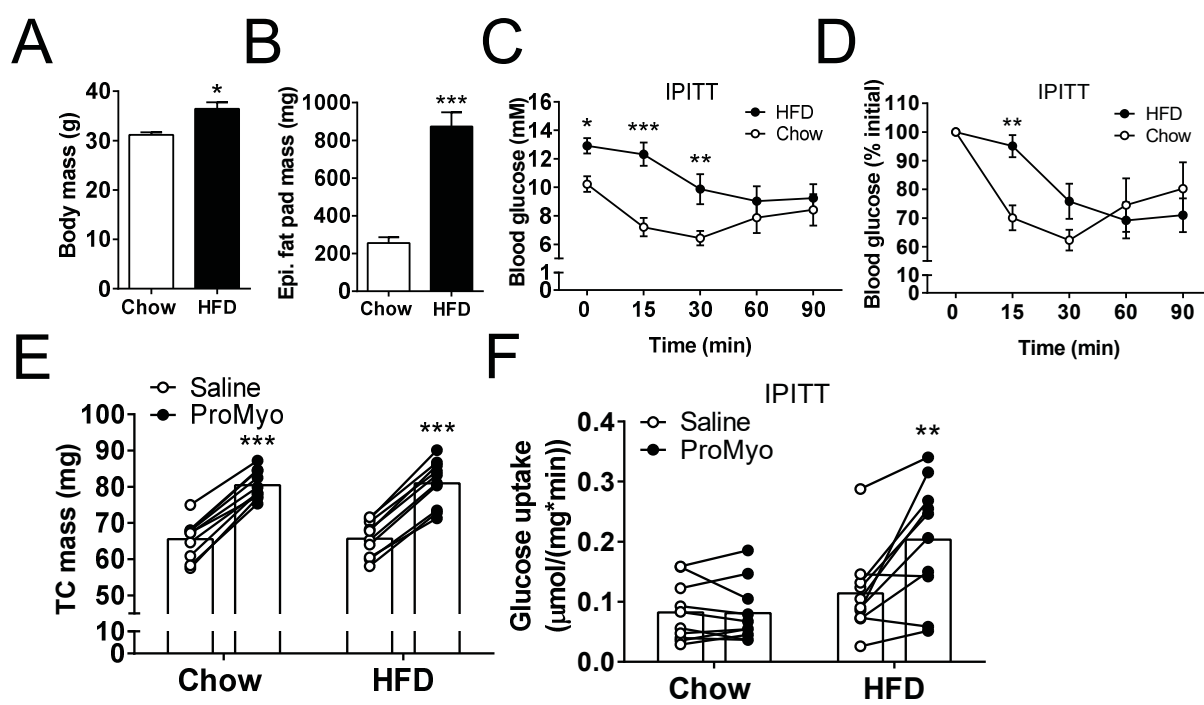 A
Body mass (g)
40
30
20
10
0
*
Chow
HFD
B
Epi. fat pad mass (mg)
1000
800
600
400
200
0
***
Chow
HFD
C
IPITT
Blood glucose (mM)
16
14
12
10
8
6
1
0
HFD
Chow
*
***
**
0 15 30 60 90
Time (min)
D
IPITT
Blood glucose (% initial)
110
100
90
80
70
60
10
0
HFD
Chow
**
0 15 30 60 90
Time (min)
E
Saline
ProMyo
TC mass (mg)
100
90
80
70
60
50
10
0
***
***
Chow
HFD
F
IPITT
Saline
ProMyo
Glucose uptake
(μmol/(mg*min))
0.4
0.3
0.2
0.1
0.0
**
Chow
HFD